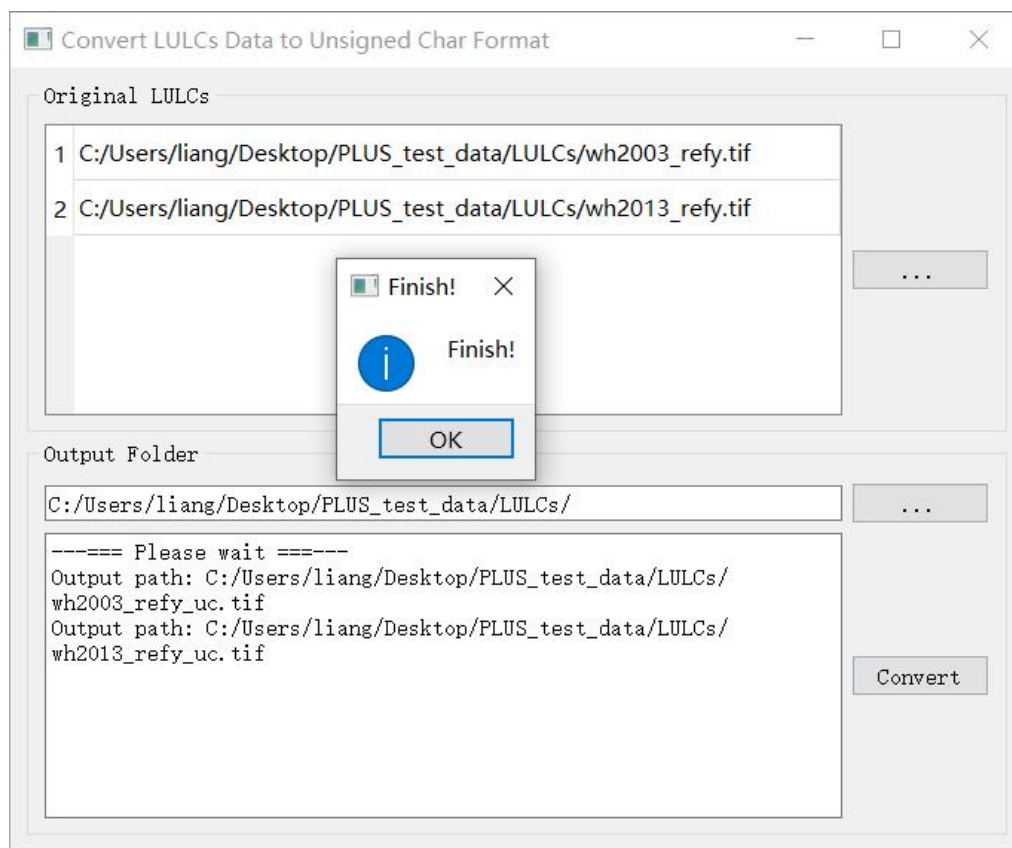 Convert LULCs Data to Unsigned Char Format
Original LULCs
1 C:/Users/liang/Desktop/PLUS_test_data/LULCs/wh2003_refy.tif
2 C:/Users/liang/Desktop/PLUS_test_data/LULCs/wh2013_refy.tif
...
Finish!
Finish!
OK
Output Folder
C:/Users/liang/Desktop/PLUS_test_data/LULCs/
...
---=== Please wait ===---
Output path: C:/Users/liang/Desktop/PLUS_test_data/LULCs/
wh2003_refy_uc.tif
Output path: C:/Users/liang/Desktop/PLUS_test_data/LULCs/
wh2013_refy_uc.tif
Convert